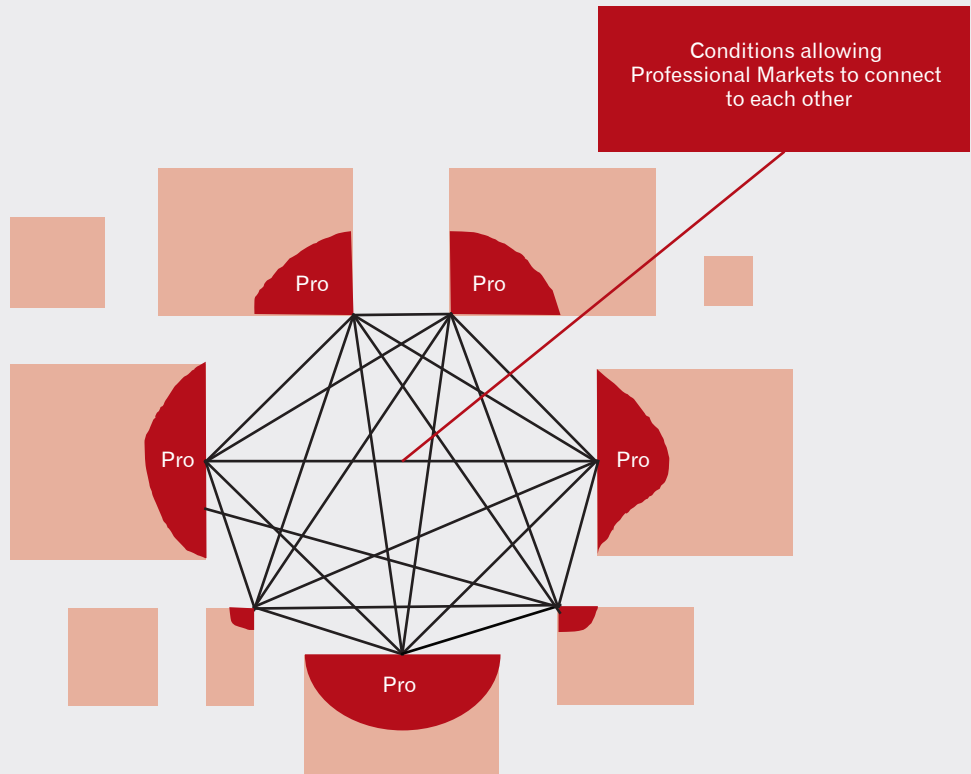 Conditions allowing
Professional Markets to connect
to each other
Pro
Pro
Pro
Pro
Pro